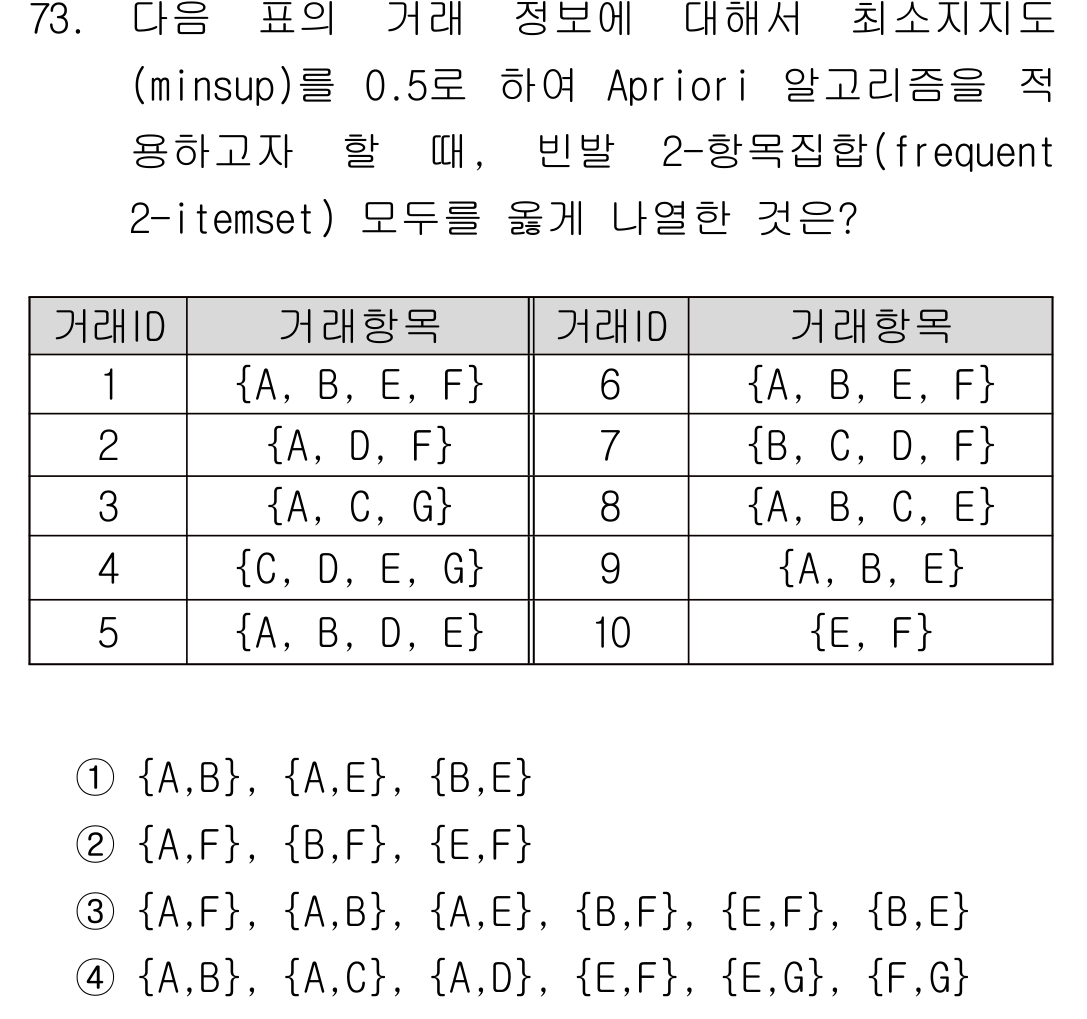 73. 다음 표의 거래 정보에 대해서 최소지지도
(minsup)를 0.5로 하여 Apriori 알고리즘을 적
용하고자 할 때, 빈발 2-항목집합(frequent
2-itemset) 모두를 옳게 나열한 것은?
거래ID 거래항목 거래ID 거래항목
1 {A, B, E, F} 6 {A, B, E, F}
2 {A, D, F} 7 {B, C, D, F}
3 {A, C, G} 8 {A, B, C, E}
4 {C, D, E, G} 9 {A, B, E}
5 {A, B, D, E} 10 {E, F}
① {A,B}, {A,E}, {B,E}
② {A,F}, {B,F}, {E,F}
③ {A,F}, {A,B}, {A,E}, {B,F}, {E,F}, {B,E}
④ {A,B}, {A,C}, {A,D}, {E,F}, {E,G}, {F,G}